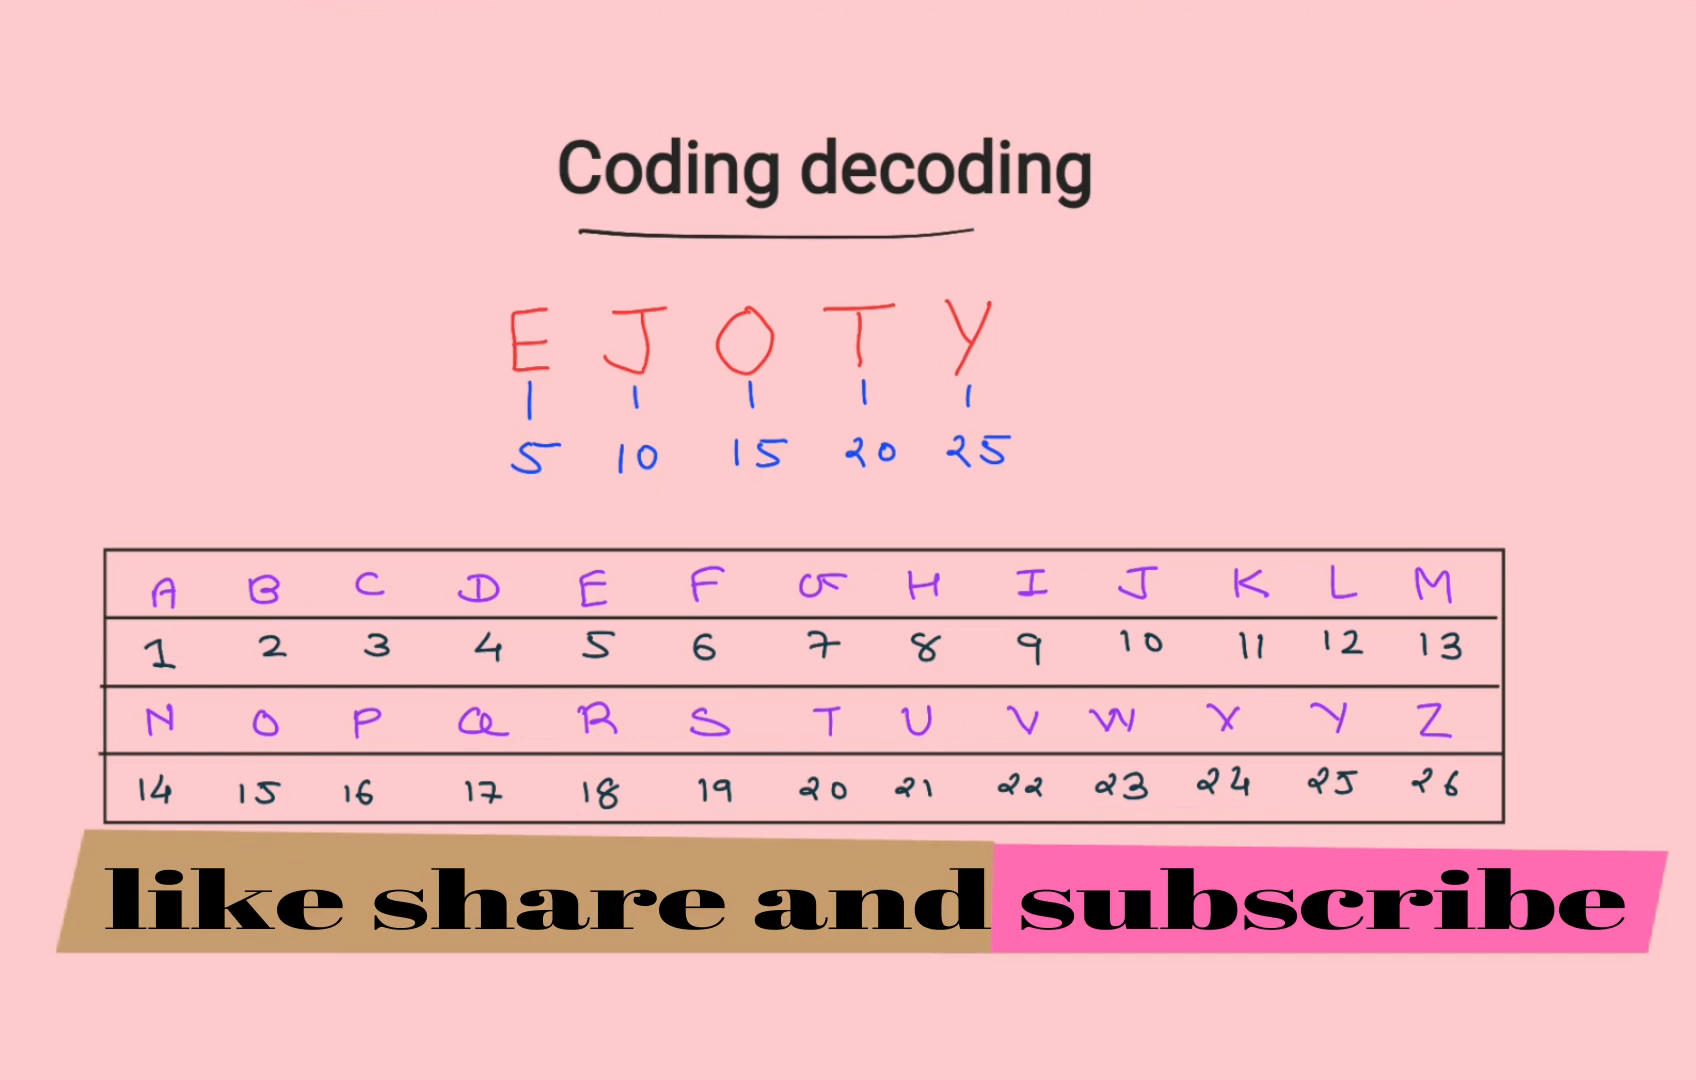 Coding decoding
E J O T Y
5 10 15 20 25
A B C D E F G H I J K L M
1 2 3 4 5 6 7 8 9 10 11 12 13
N O P Q R S T U V W X Y Z
14 15 16 17 18 19 20 21 22 23 24 25 26
like share and subscribe